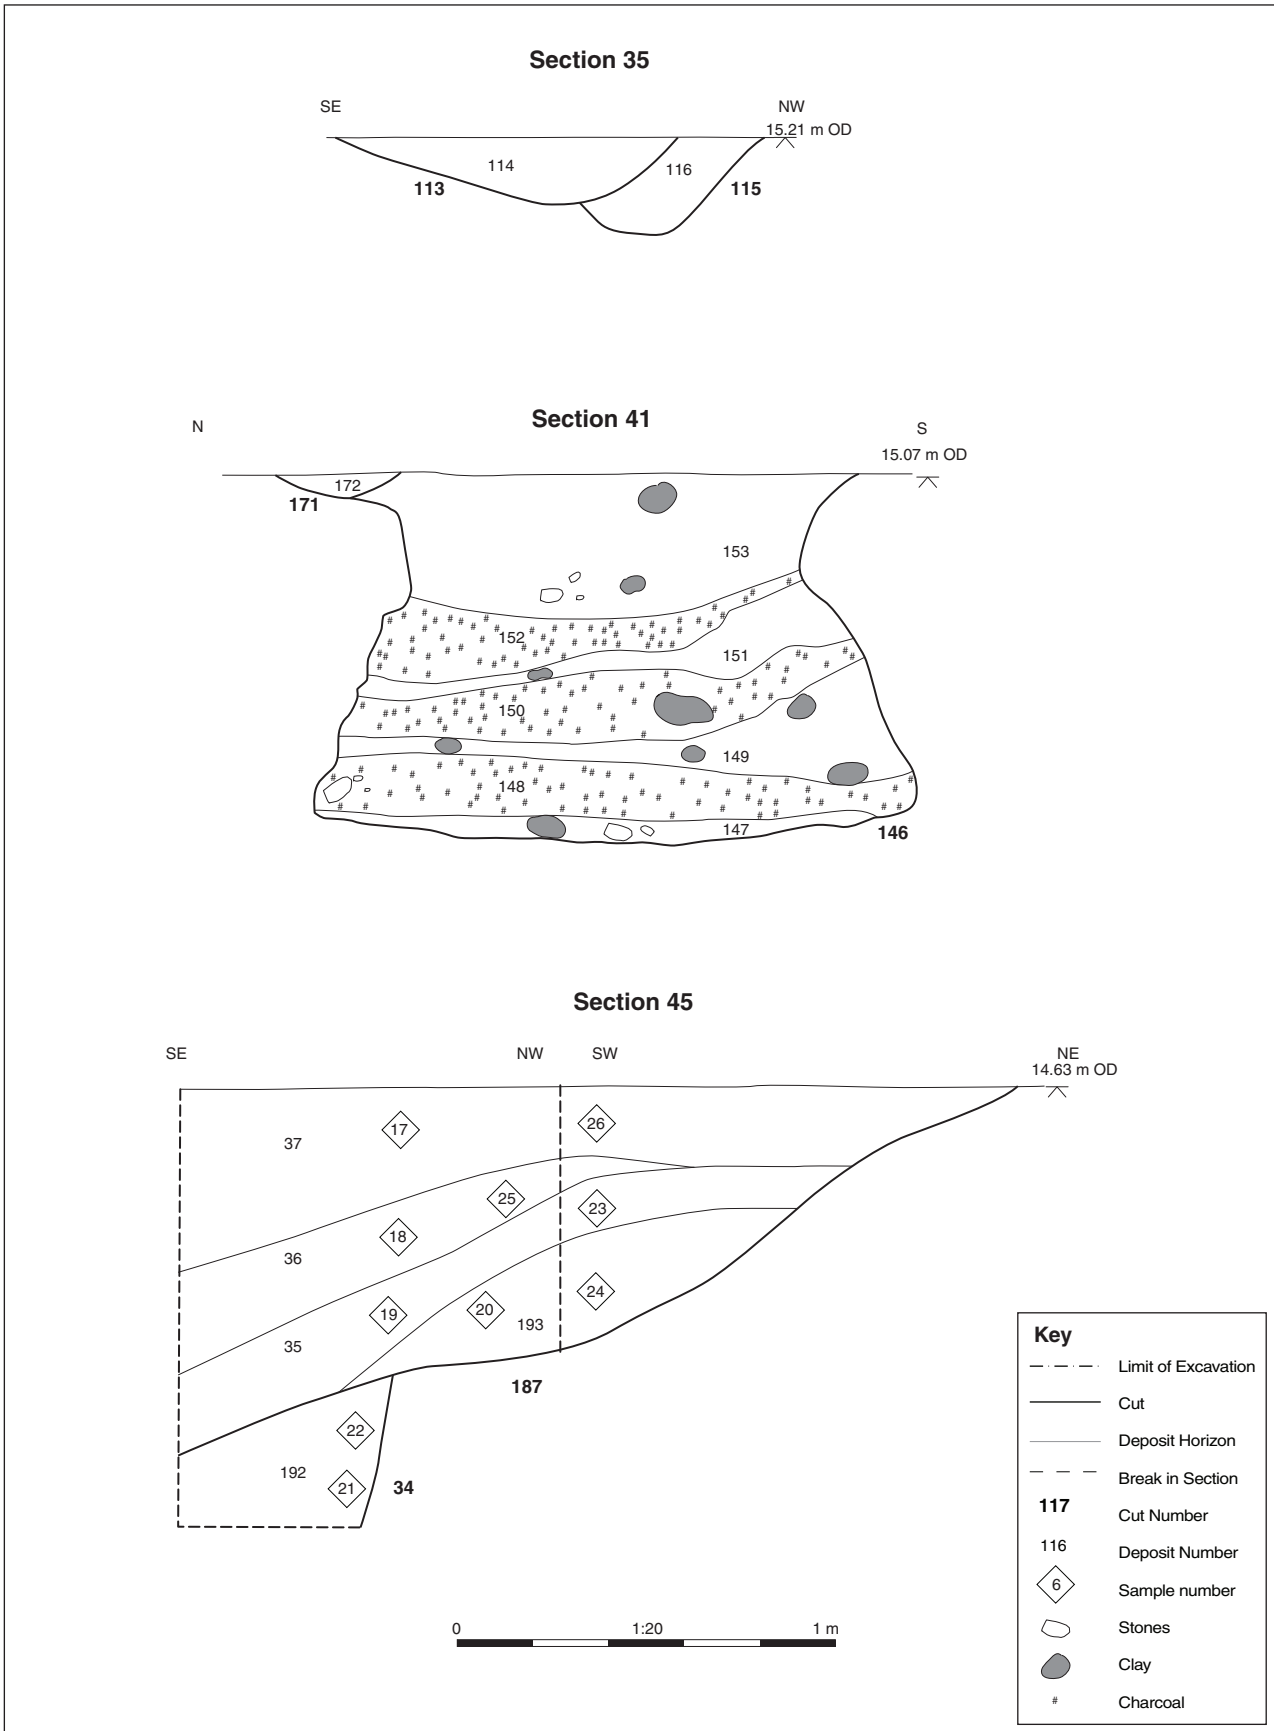 Section 35
SE NW
15.21 m OD
114 116
113 115
Section 41
N S
15.07 m OD
172
171
153
152
151
150
149
148
147 146
Section 45
SE NW SW NE
14.63 m OD
37 17 26
25 23
18
36
24
19 20
193
35
187
22
192
21 34
0 1:20 1 m
Key
Limit of Excavation
Cut
Deposit Horizon
Break in Section
117 Cut Number
116 Deposit Number
6 Sample number
Stones
Clay
# Charcoal